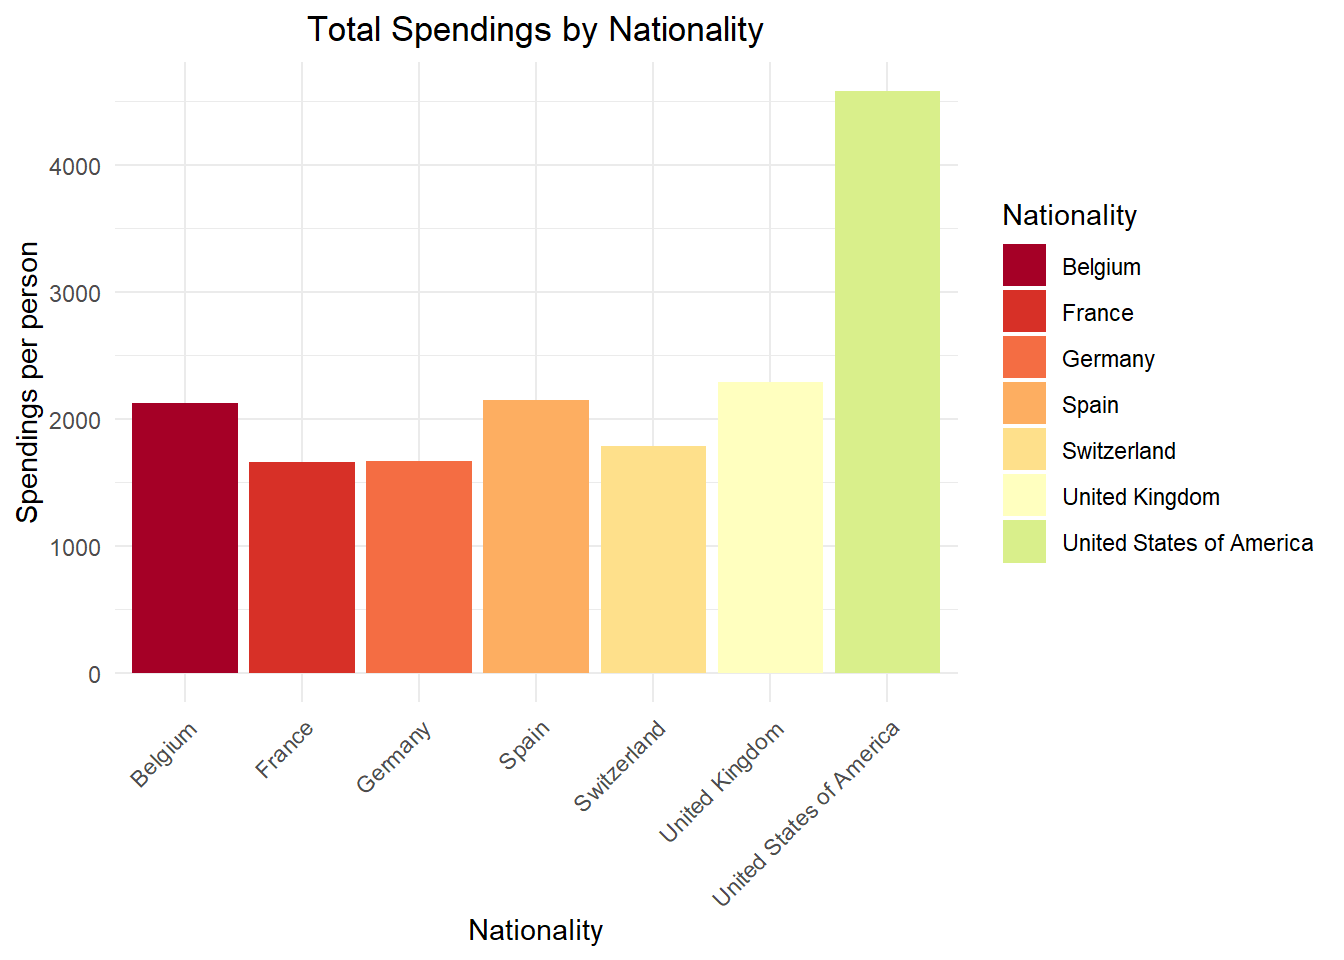 Total Spendings by Nationality
Spendings per person
4000
3000
2000
1000
0
Belgium
France
Germany
Spain
Switzerland
United Kingdom
United States of America
Nationality
Nationality
Belgium
France
Germany
Spain
Switzerland
United Kingdom
United States of America